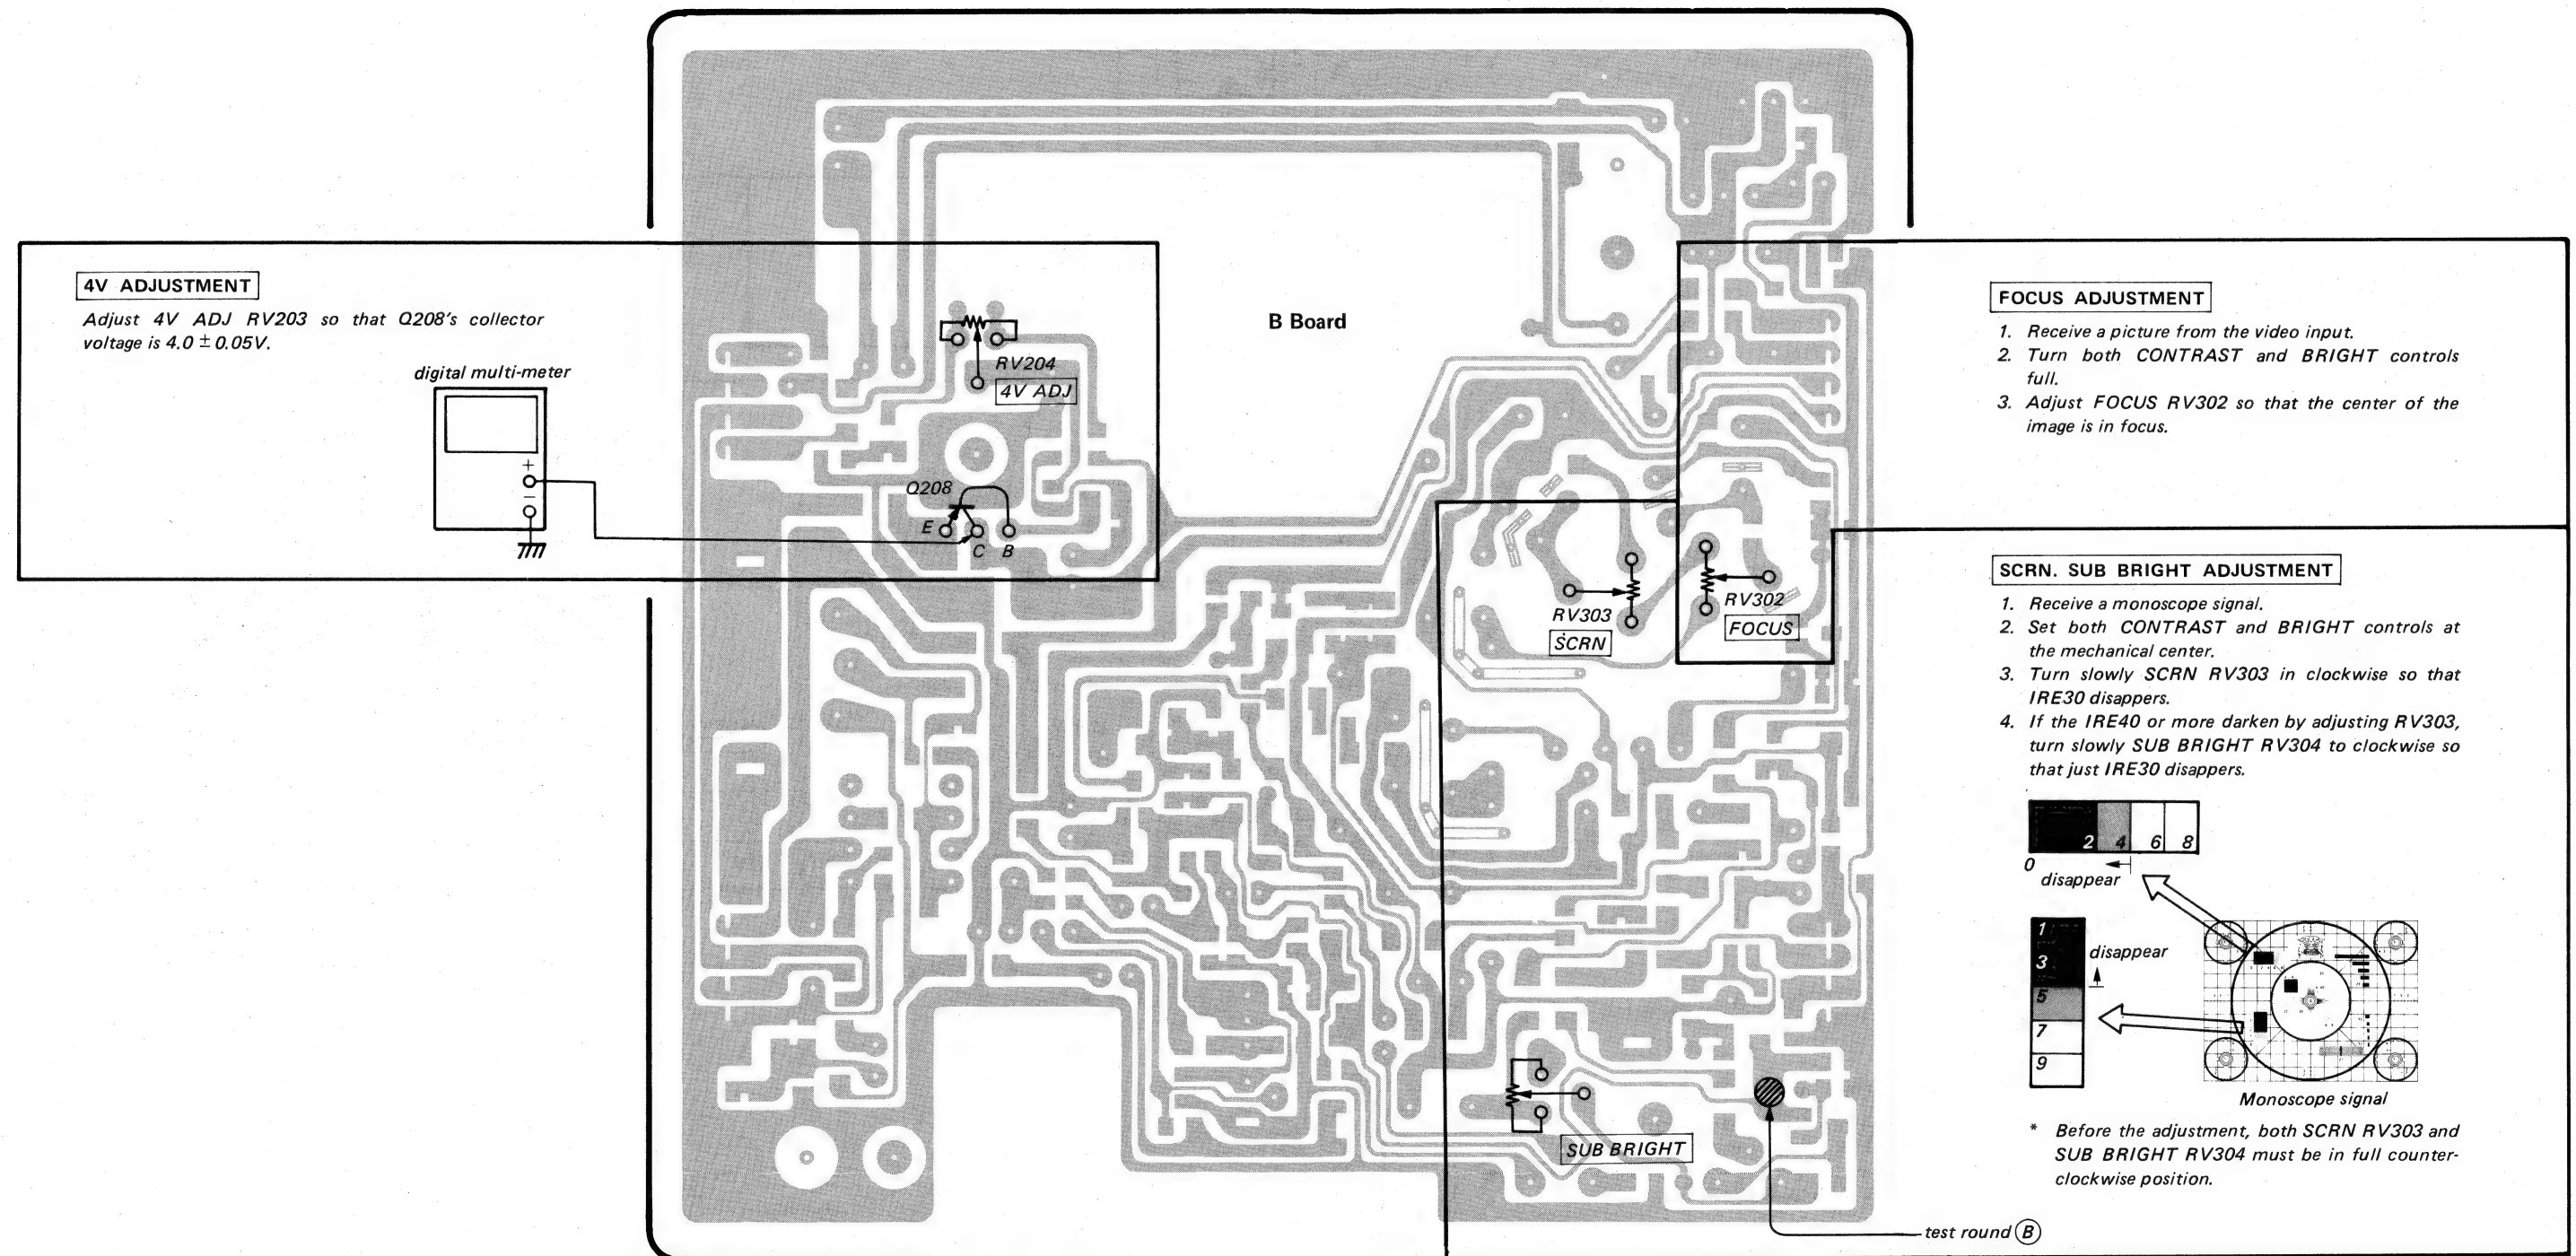 4V ADJUSTMENT
Adjust 4V ADJ RV203 so that Q208's collector
voltage is 4.0 ± 0.05V.
digital multi-meter
+
−
B Board
RV204
4V ADJ
Q208
E
C
B
FOCUS ADJUSTMENT
1. Receive a picture from the video input.
2. Turn both CONTRAST and BRIGHT controls
full.
3. Adjust FOCUS RV302 so that the center of the
image is in focus.
RV303
SCRN
RV302
FOCUS
SCRN. SUB BRIGHT ADJUSTMENT
1. Receive a monoscope signal.
2. Set both CONTRAST and BRIGHT controls at
the mechanical center.
3. Turn slowly SCRN RV303 in clockwise so that
IRE30 disappers.
4. If the IRE40 or more darken by adjusting RV303,
turn slowly SUB BRIGHT RV304 to clockwise so
that just IRE30 disappers.
2 4 6 8
0
disappear
1
3
5
7
9
disappear
Monoscope signal
* Before the adjustment, both SCRN RV303 and
SUB BRIGHT RV304 must be in full counter-
clockwise position.
SUB BRIGHT
test round B